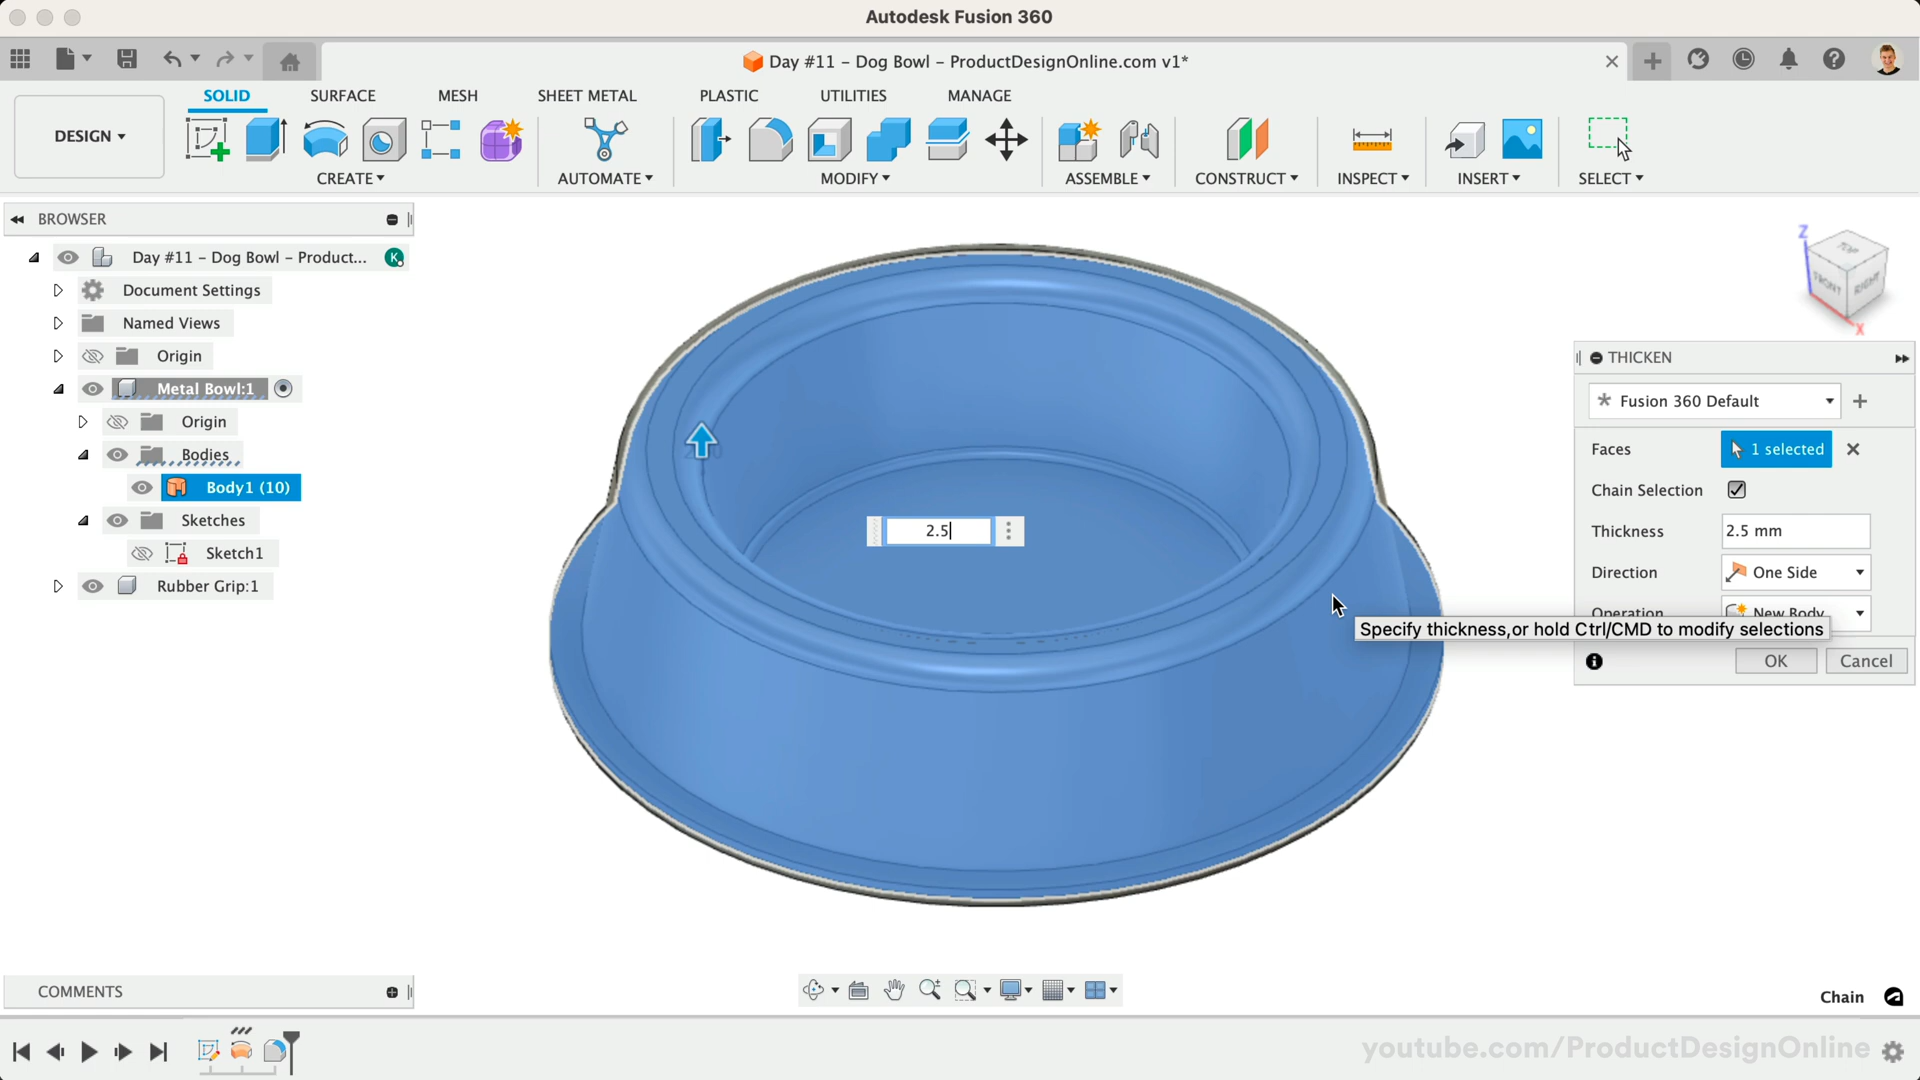 Autodesk Fusion 360
Day #11 – Dog Bowl – ProductDesignOnline.com v1*
SOLID SURFACE MESH SHEET METAL PLASTIC UTILITIES MANAGE
DESIGN
CREATE AUTOMATE MODIFY ASSEMBLE CONSTRUCT INSPECT INSERT SELECT
BROWSER
Day #11 – Dog Bowl – Product... K
Document Settings
Named Views
Origin
Metal Bowl:1
Origin
Bodies
Body1 (10)
Sketches
Sketch1
Rubber Grip:1
2.5
Z
TOP
FRONT RIGHT
X
THICKEN
* Fusion 360 Default
Faces 1 selected
Chain Selection
Thickness 2.5 mm
Direction One Side
Operation New Body
Specify thickness,or hold Ctrl/CMD to modify selections
OK Cancel
COMMENTS
Chain
youtube.com/ProductDesignOnline